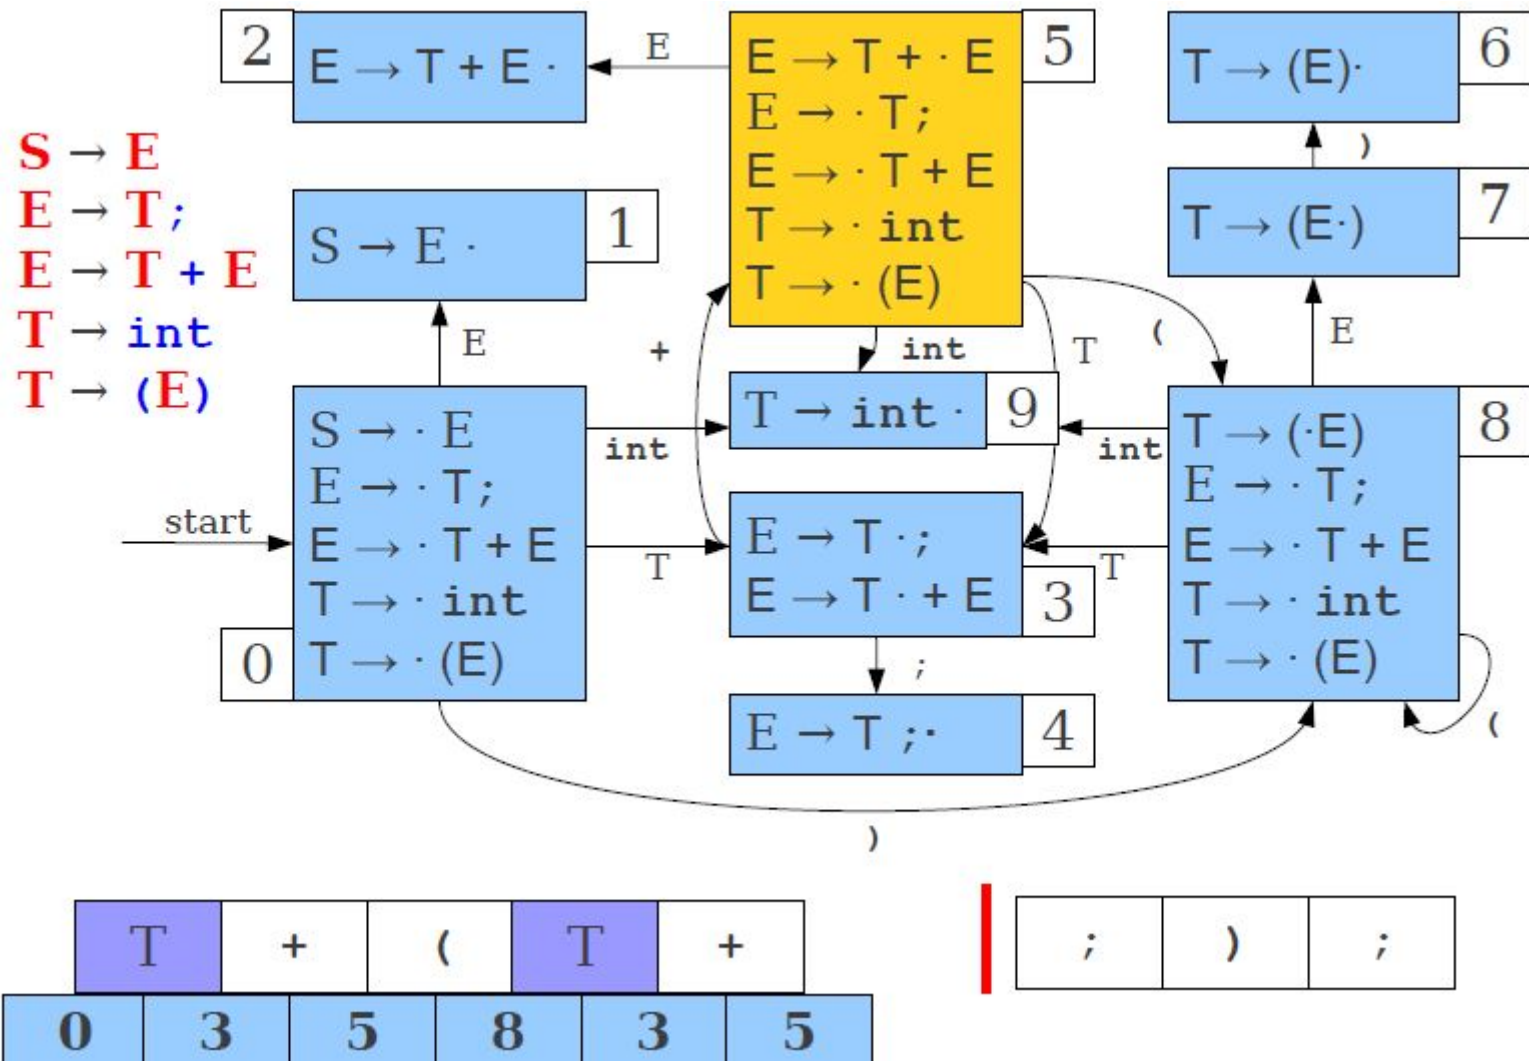 S → E
E → T ;
E → T + E
T → int
T → (E)
2
E → T + E ·
E
E → T + · E
E → · T ;
E → · T + E
T → · int
T → · (E)
5
T → (E)·
6
)
T → (E·)
7
S → E ·
1
E
+
int
T
(
E
start
S → · E
E → · T ;
E → · T + E
T → · int
T → · (E)
0
int
T
T → int ·
9
int
T
E → T · ;
E → T · + E
3
;
E → T ; ·
4
T → (·E)
E → · T ;
E → · T + E
T → · int
T → · (E)
8
(
)
T + ( T +
0 3 5 8 3 5
; ) ;